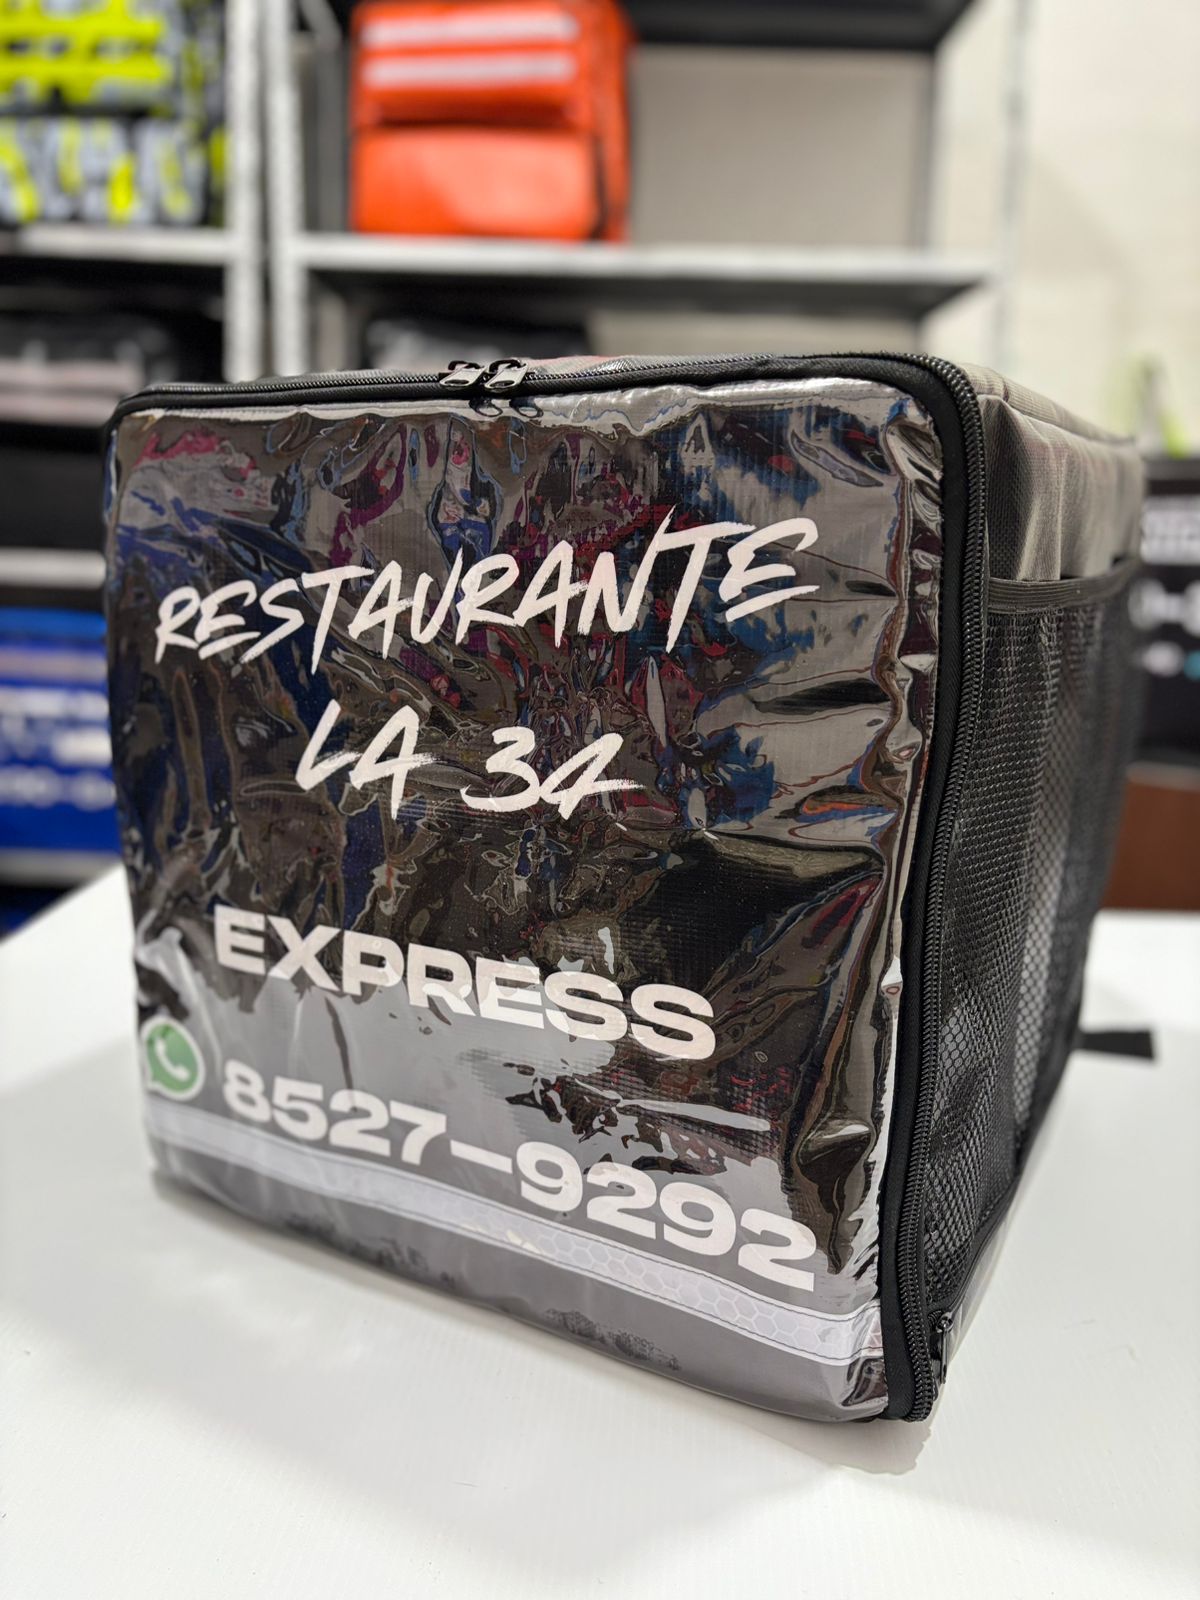 RESTAURANTE
LA 34
EXPRESS
8527-9292